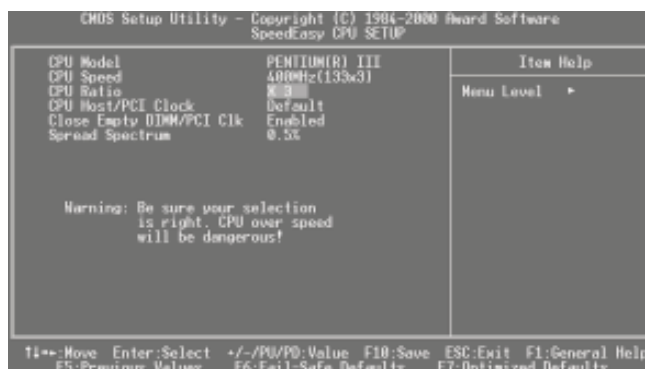 CMOS Setup Utility - Copyright (C) 1984-2000 Award Software
SpeedEasy CPU SETUP
CPU Model PENTIUM(R) III
CPU Speed 400MHz(133x3)
CPU Ratio X 3
CPU Host/PCI Clock Default
Close Empty DIMM/PCI Clk Enabled
Spread Spectrum 0.5%
Item Help
Menu Level ►
Warning: Be sure your selection
is right. CPU over speed
will be dangerous!
↑↓→←:Move Enter:Select +/-/PU/PD:Value F10:Save ESC:Exit F1:General Help
F5:Previous Values F6:Fail-Safe Defaults F7:Optimized Defaults